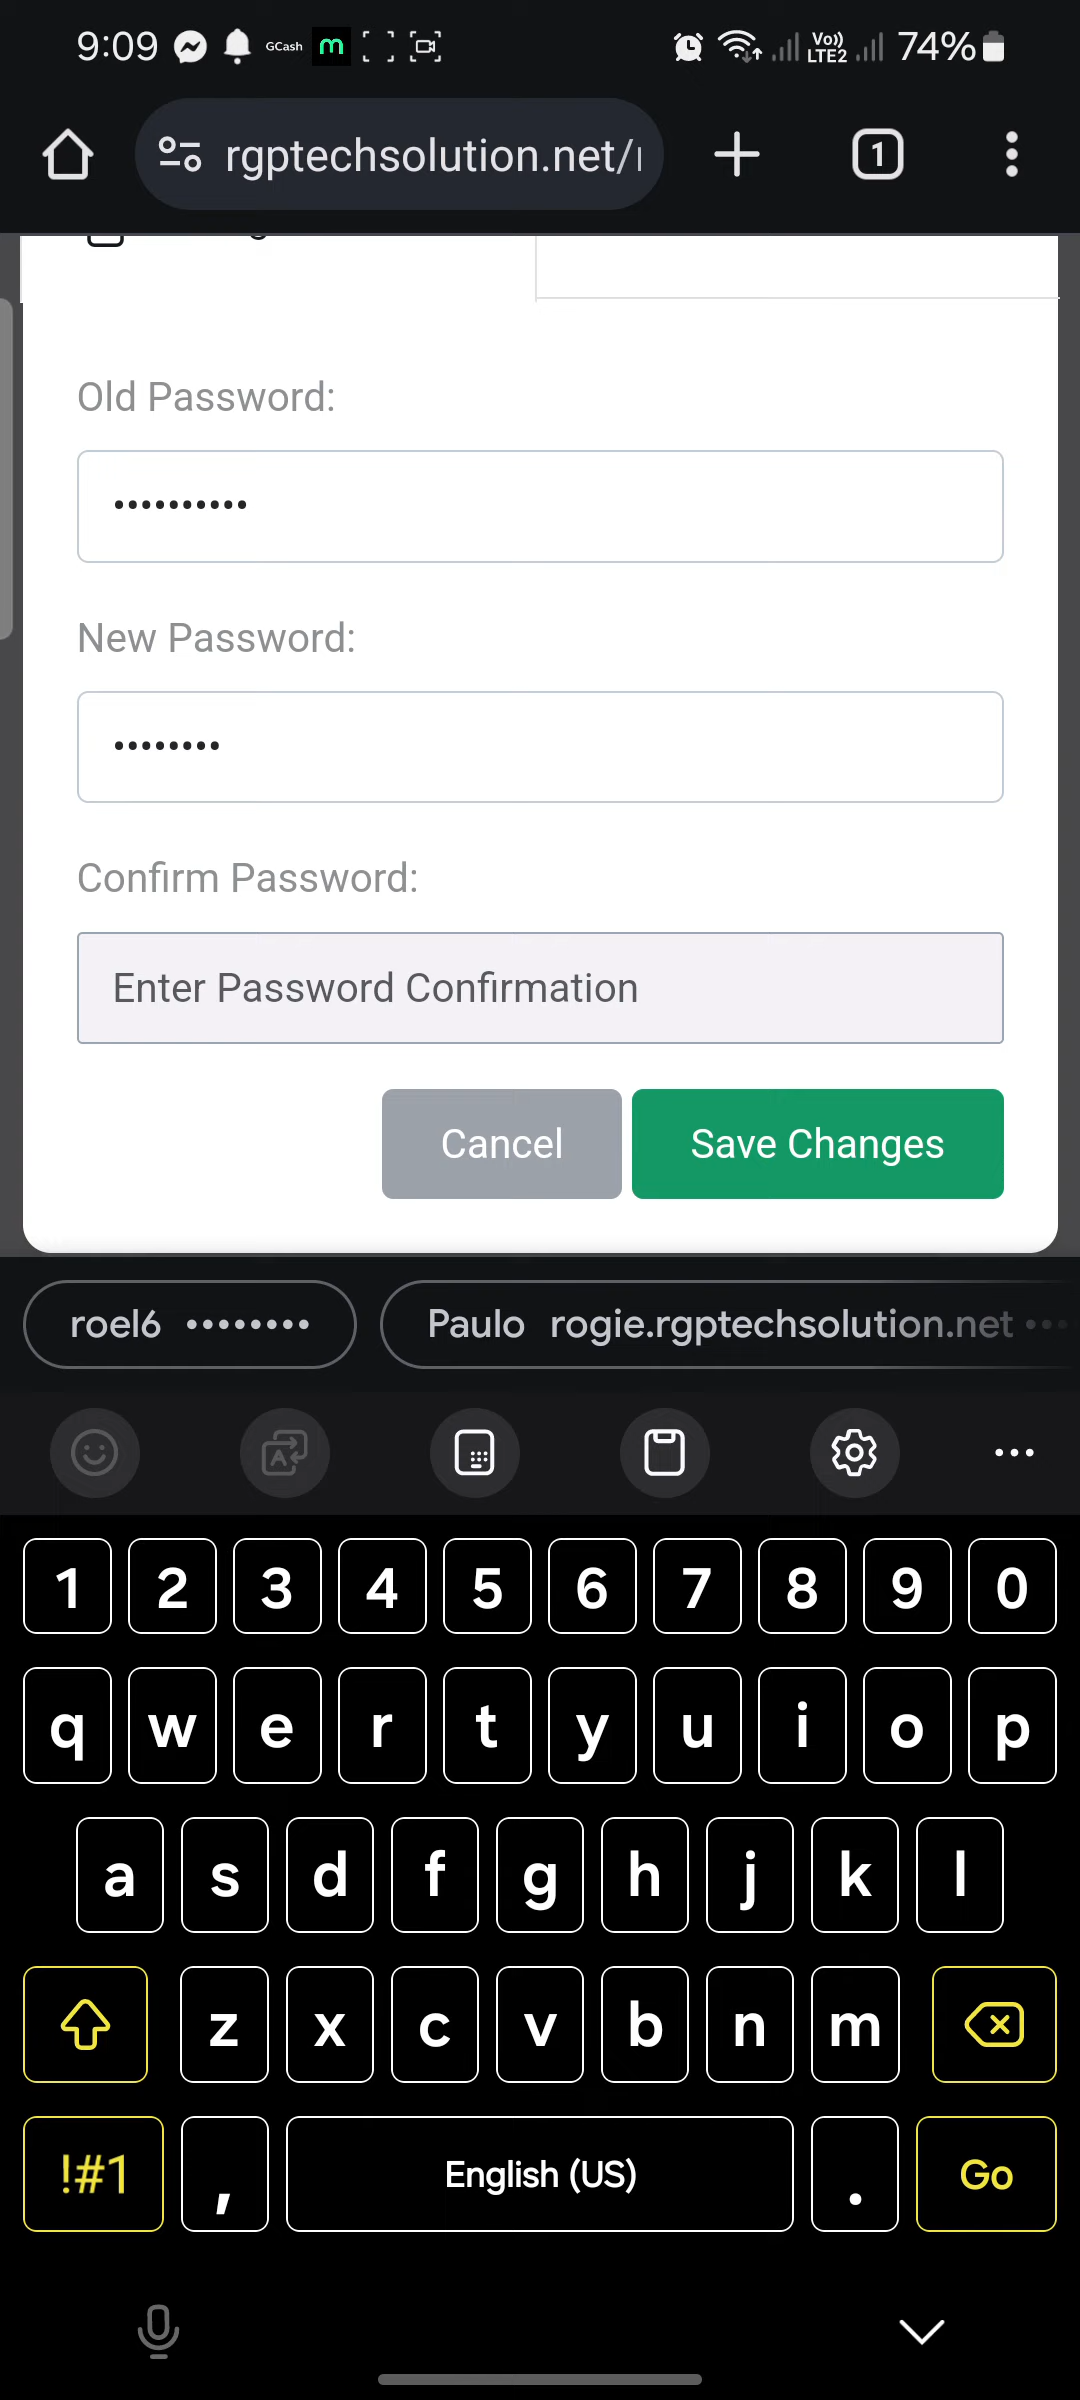 9:09 GCash m Vo)) LTE2 74%
rgptechsolution.net/ 1
Old Password:
••••••••••
New Password:
••••••••
Confirm Password:
Enter Password Confirmation
Cancel Save Changes
roel6 •••••••• Paulo rogie.rgptechsolution.net •••
1 2 3 4 5 6 7 8 9 0
q w e r t y u i o p
a s d f g h j k l
z x c v b n m
!#1 , English (US) . Go